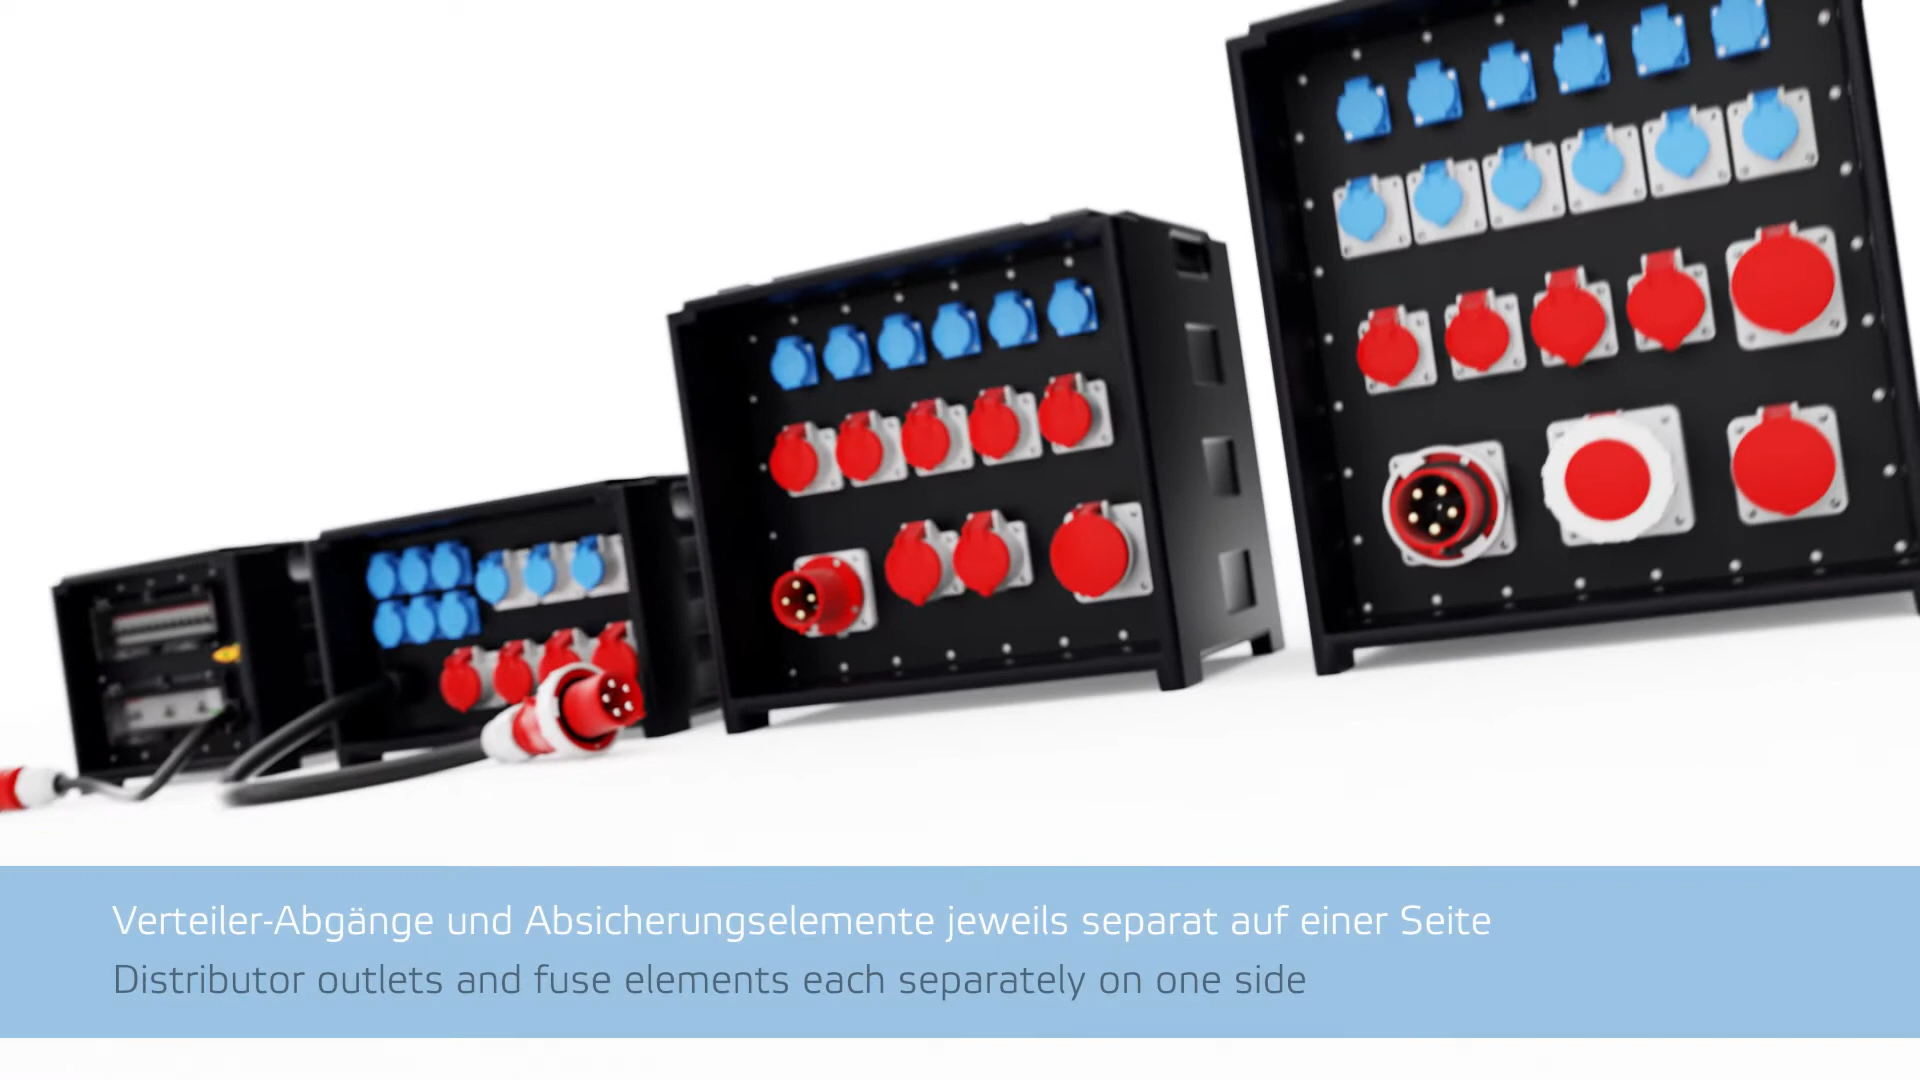 Verteiler-Abgänge und Absicherungselemente jeweils separat auf einer Seite
Distributor outlets and fuse elements each separately on one side